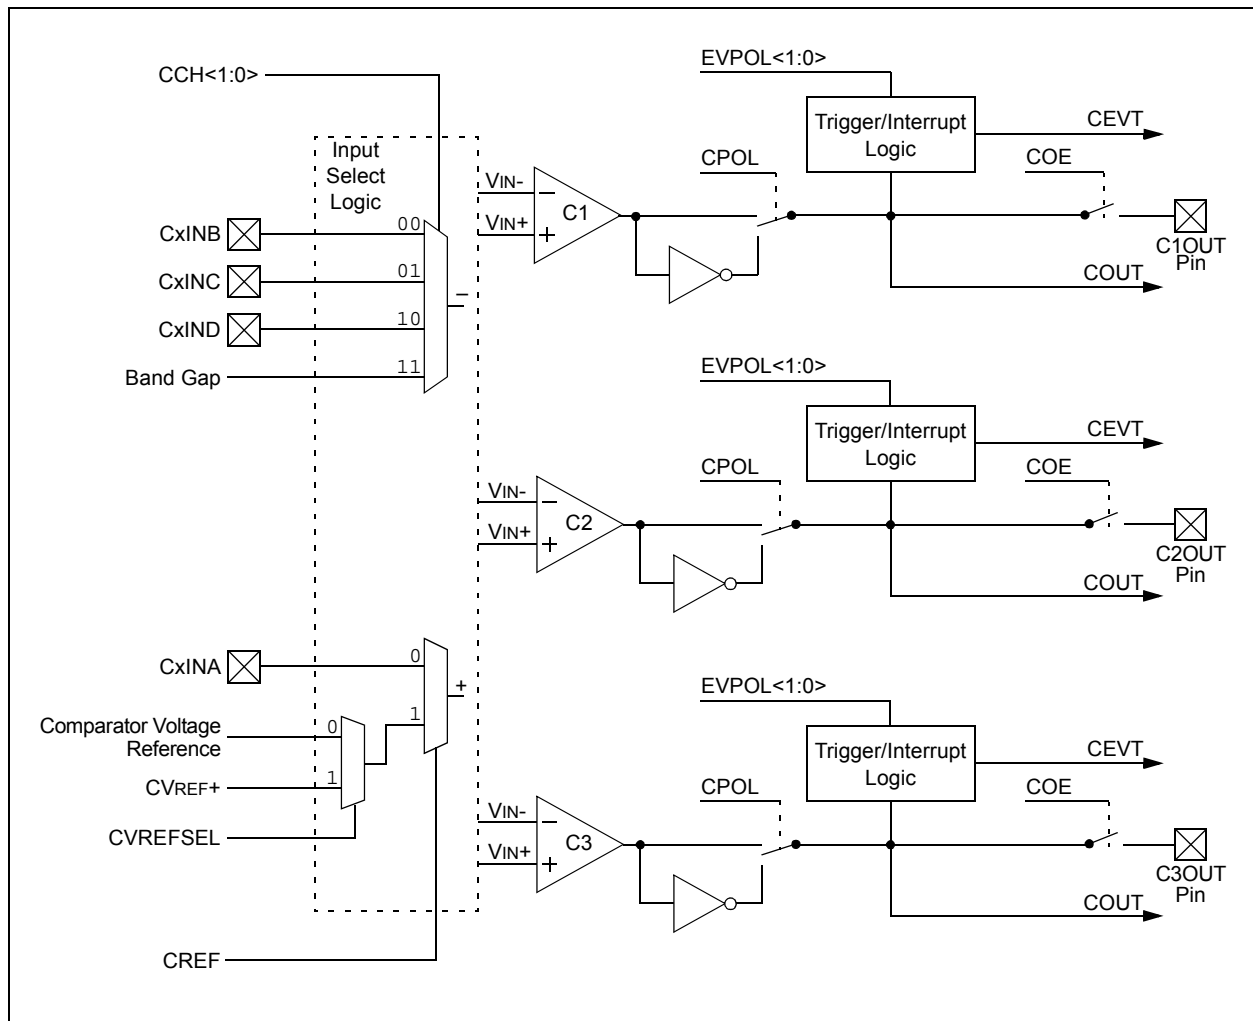 CCH<1:0>
Input
Select
Logic
CxINB
00
CxINC
01
CxIND
10
Band Gap
11
–
CxINA
0
1
+
Comparator Voltage
Reference
0
CVREF+
1
CVREFSEL
CREF
EVPOL<1:0>
Trigger/Interrupt
Logic
CEVT
CPOL
COE
VIN-
VIN+
–
+
C1
C1OUT
Pin
COUT
EVPOL<1:0>
Trigger/Interrupt
Logic
CEVT
CPOL
COE
VIN-
VIN+
–
+
C2
C2OUT
Pin
COUT
EVPOL<1:0>
Trigger/Interrupt
Logic
CEVT
CPOL
COE
VIN-
VIN+
–
+
C3
C3OUT
Pin
COUT